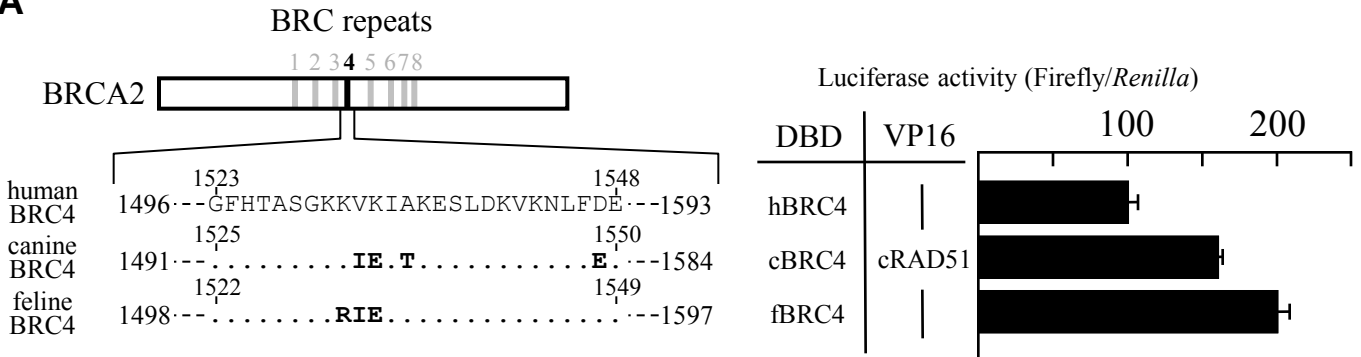 A
BRC repeats
1 2 3 4 5 6 7 8
BRCA2
1523 1548
human BRC4 1496---GFHTASGKKVKIAKESLDKVKNLFDE---1593
1525 1550
canine BRC4 1491---.........IE.T...........E.---1584
1522 1549
feline BRC4 1498---........RIE...............---1597
Luciferase activity (Firefly/Renilla)
DBD VP16 100 200
hBRC4
cBRC4 cRAD51
fBRC4